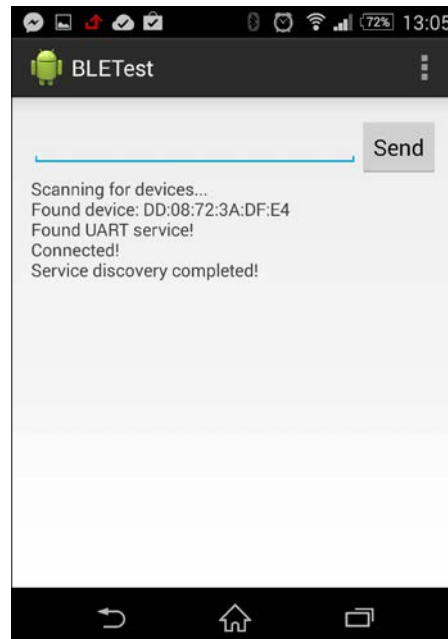 72% 13:05
BLETest
Send
Scanning for devices...
Found device: DD:08:72:3A:DF:E4
Found UART service!
Connected!
Service discovery completed!